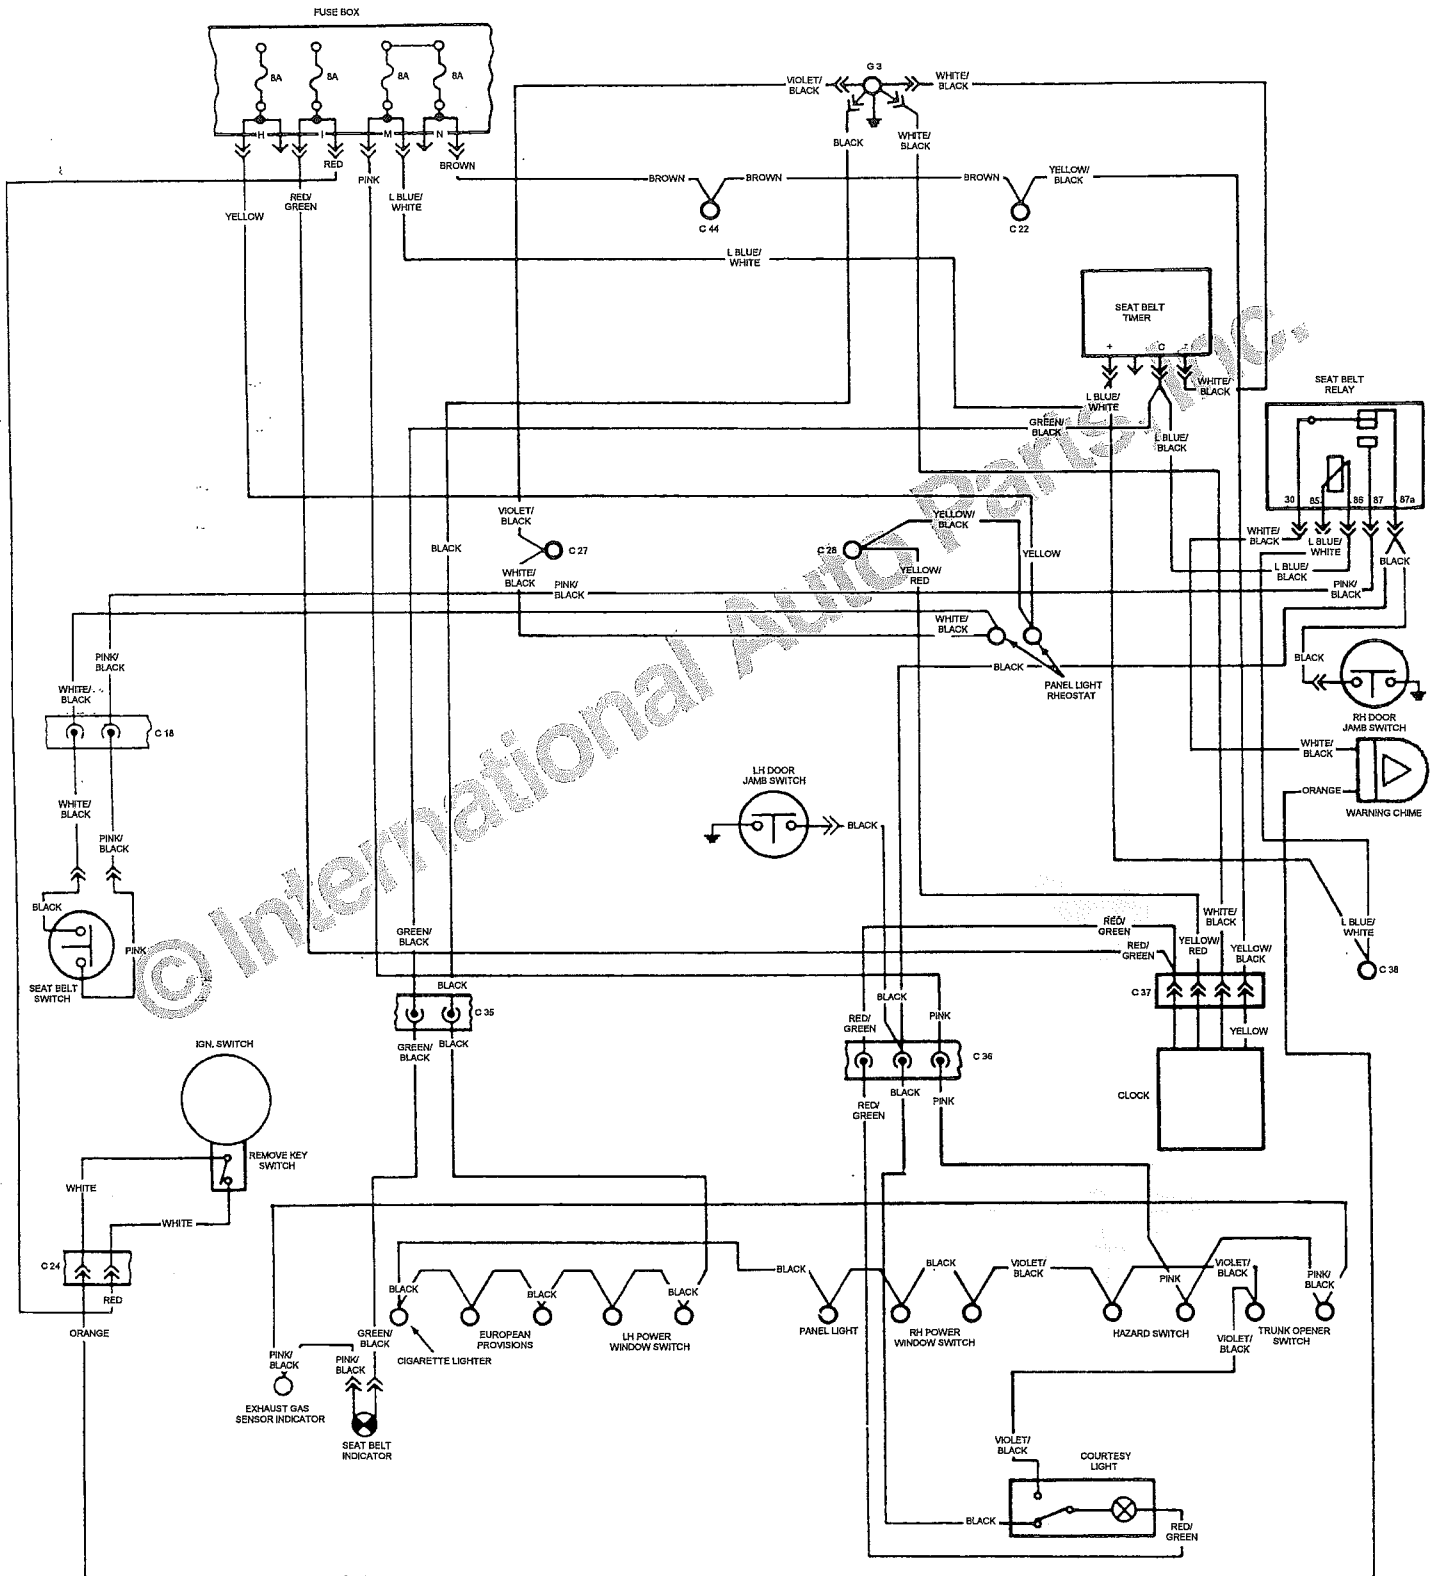 FUSE BOX
8A
8A
8A
8A
H
I
M
N
G 3
VIOLET/
BLACK
WHITE/
BLACK
BLACK
WHITE/
BLACK
RED
PINK
BROWN
YELLOW
RED/
GREEN
L BLUE/
WHITE
BROWN
BROWN
BROWN
YELLOW/
BLACK
C 44
C 22
L BLUE/
WHITE
SEAT BELT
TIMER
+
C
-
L BLUE/
WHITE
WHITE/
BLACK
GREEN/
BLACK
L BLUE/
BLACK
SEAT BELT
RELAY
30
85
86
87
87a
WHITE/
BLACK
L BLUE/
WHITE
L BLUE/
BLACK
PINK/
BLACK
BLACK
VIOLET/
BLACK
C 27
WHITE/
BLACK
BLACK
PINK/
BLACK
C 28
YELLOW/
BLACK
YELLOW/
RED
YELLOW
WHITE/
BLACK
BLACK
PANEL LIGHT
RHEOSTAT
BLACK
RH DOOR
JAMB SWITCH
WHITE/
BLACK
ORANGE
WARNING CHIME
PINK/
BLACK
WHITE/
BLACK
C 18
WHITE/
BLACK
PINK/
BLACK
BLACK
PINK
SEAT BELT
SWITCH
LH DOOR
JAMB SWITCH
BLACK
© International Auto Parts, Inc.
L BLUE/
WHITE
C 38
GREEN/
BLACK
BLACK
C 35
GREEN/
BLACK
BLACK
RED/
GREEN
RED/
GREEN
YELLOW/
RED
WHITE/
BLACK
YELLOW/
BLACK
C 37
YELLOW
CLOCK
BLACK
RED/
GREEN
PINK
C 36
BLACK
RED/
GREEN
PINK
IGN. SWITCH
REMOVE KEY
SWITCH
WHITE
WHITE
C 24
RED
ORANGE
BLACK
CIGARETTE LIGHTER
EUROPEAN
PROVISIONS
BLACK
LH POWER
WINDOW SWITCH
BLACK
BLACK
PANEL LIGHT
BLACK
RH POWER
WINDOW SWITCH
VIOLET/
BLACK
HAZARD SWITCH
PINK
VIOLET/
BLACK
VIOLET/
BLACK
TRUNK OPENER
SWITCH
PINK/
BLACK
PINK/
BLACK
EXHAUST GAS
SENSOR INDICATOR
PINK/
BLACK
GREEN/
BLACK
SEAT BELT
INDICATOR
VIOLET/
BLACK
COURTESY
LIGHT
BLACK
RED/
GREEN